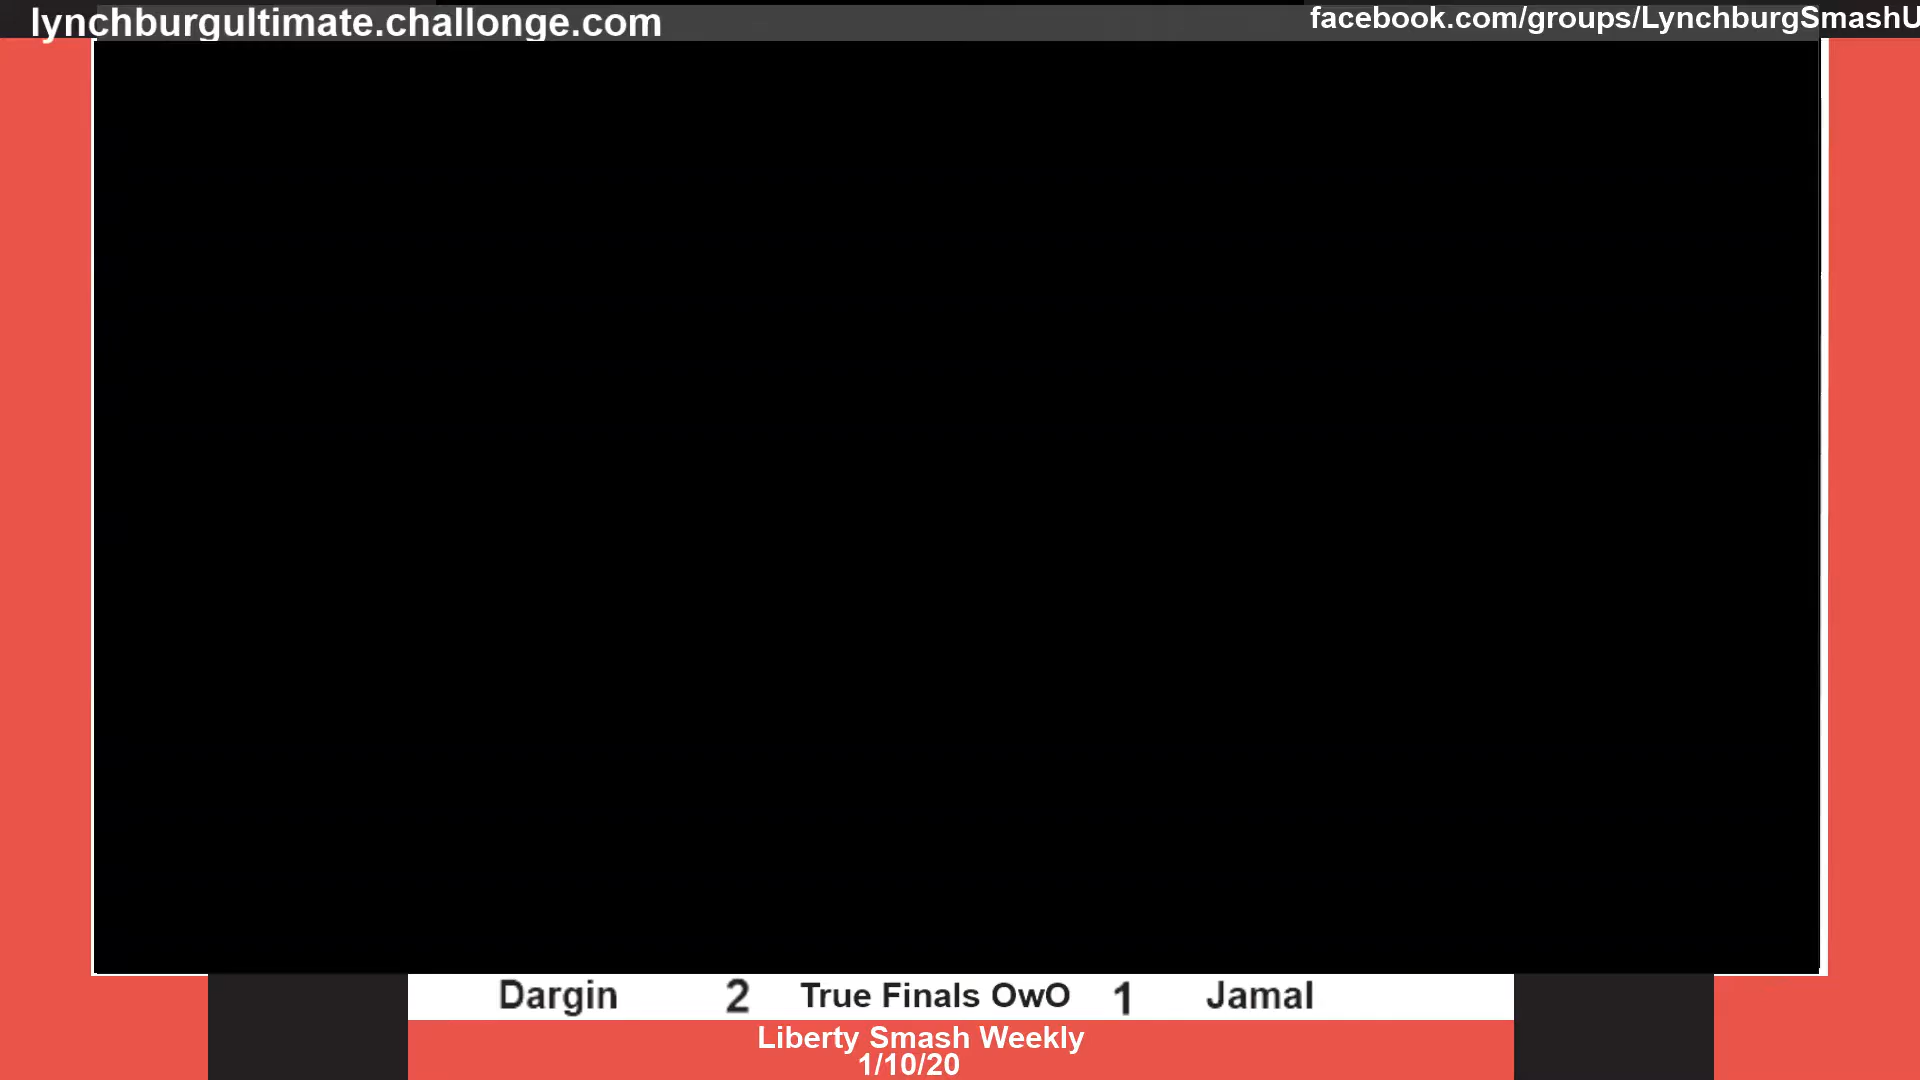 lynchburgultimate.challonge.com
facebook.com/groups/LynchburgSmashU
Dargin 2 True Finals OwO 1 Jamal
Liberty Smash Weekly
1/10/20